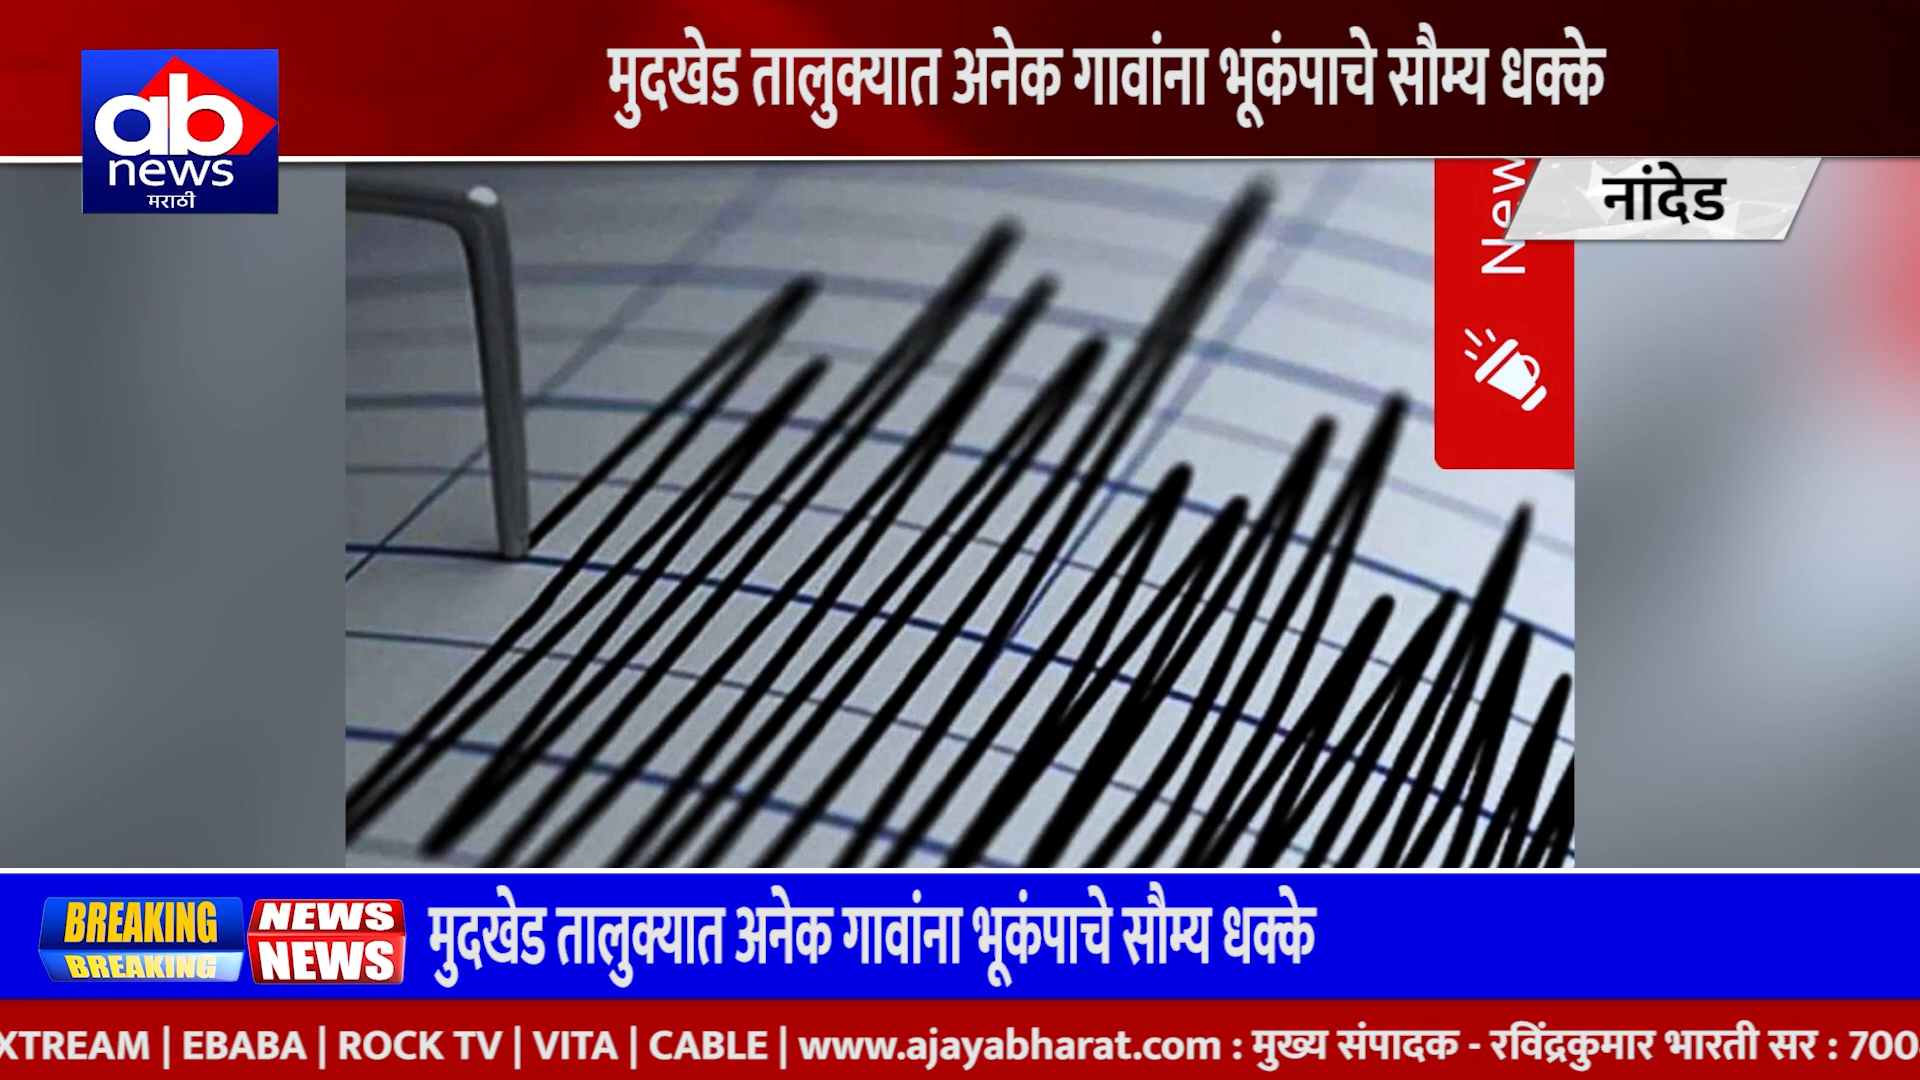 मुदखेड तालुक्यात अनेक गावांना भूकंपाचे सौम्य धक्के
ab
news
मराठी
New
नांदेड
BREAKING NEWS
BREAKING NEWS
मुदखेड तालुक्यात अनेक गावांना भूकंपाचे सौम्य धक्के
XTREAM | EBABA | ROCK TV | VITA | CABLE | www.ajayabharat.com : मुख्य संपादक - रविंद्रकुमार भारती सर : 700